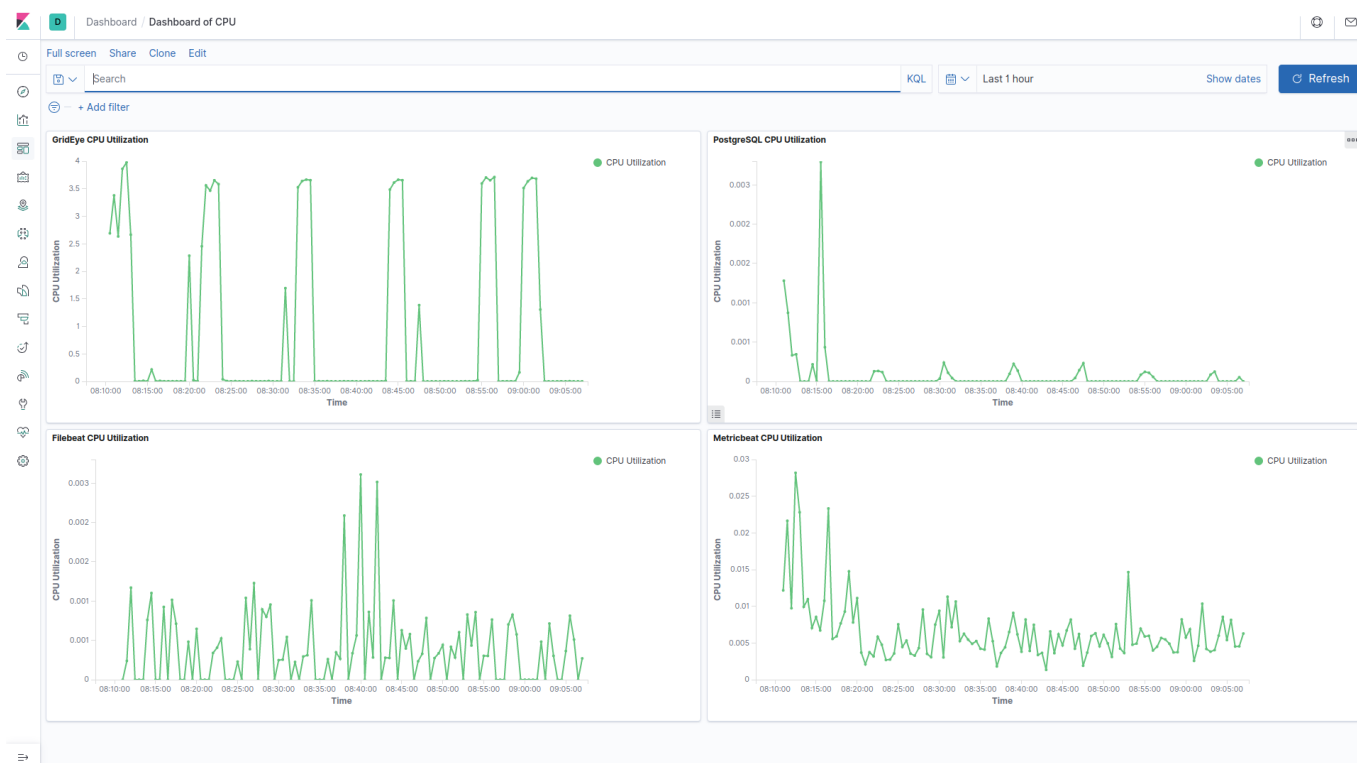 D Dashboard / Dashboard of CPU
Full screen Share Clone Edit
Search KQL Last 1 hour Show dates Refresh
+ Add filter
GridEye CPU Utilization
CPU Utilization
4
3.5
3
2.5
2
1.5
1
0.5
0
CPU Utilization
08:10:00 08:15:00 08:20:00 08:25:00 08:30:00 08:35:00 08:40:00 08:45:00 08:50:00 08:55:00 09:00:00 09:05:00
Time
PostgreSQL CPU Utilization
CPU Utilization
0.003
0.002
0.002
0.001
0.001
0
CPU Utilization
08:10:00 08:15:00 08:20:00 08:25:00 08:30:00 08:35:00 08:40:00 08:45:00 08:50:00 08:55:00 09:00:00 09:05:00
Time
Filebeat CPU Utilization
CPU Utilization
0.003
0.002
0.002
0.001
0.001
0
CPU Utilization
08:10:00 08:15:00 08:20:00 08:25:00 08:30:00 08:35:00 08:40:00 08:45:00 08:50:00 08:55:00 09:00:00 09:05:00
Time
Metricbeat CPU Utilization
CPU Utilization
0.03
0.025
0.02
0.015
0.01
0.005
0
CPU Utilization
08:10:00 08:15:00 08:20:00 08:25:00 08:30:00 08:35:00 08:40:00 08:45:00 08:50:00 08:55:00 09:00:00 09:05:00
Time